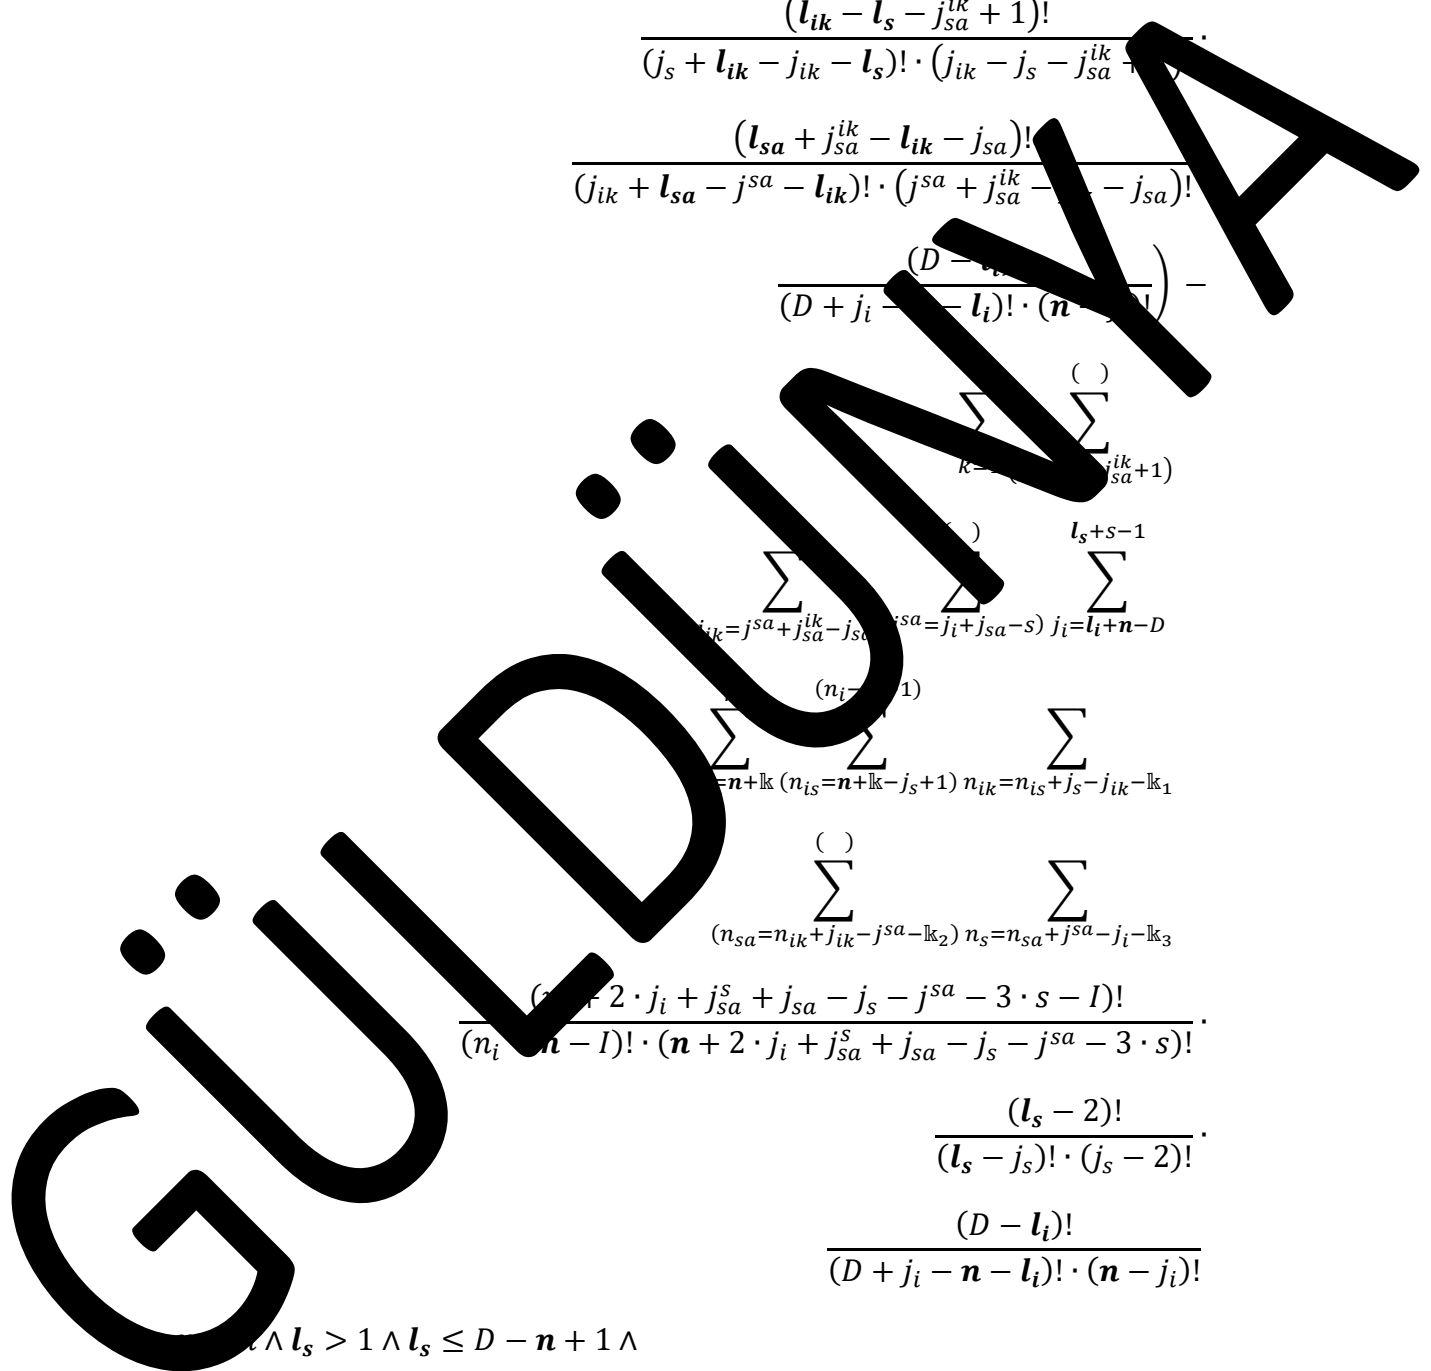 (l_ik − l_s − j_sa^ik + 1)!
(j_s + l_ik − j_ik − l_s)! · (j_ik − j_s − j_sa^ik + ·
(l_sa + j_sa^ik − l_ik − j_sa)!
(j_ik + l_sa − j^sa − l_ik)! · (j^sa + j_sa^ik − − j_sa)!
(D −
(D + j_i − − l_i)! · (n − )! ) −
( )
∑ ∑
j_sa^ik+1)
( ) l_s+s−1
∑ ∑ ∑
j_ik=j^sa+j_sa^ik−j_sa (j^sa=j_i+j_sa−s) j_i=l_i+n−D
(n_i− 1)
∑ ∑ ∑
=n+𝕜 (n_is=n+𝕜−j_s+1) n_ik=n_is+j_s−j_ik−𝕜_1
( )
∑ ∑
(n_sa=n_ik+j_ik−j^sa−𝕜_2) n_s=n_sa+j^sa−j_i−𝕜_3
( + 2 · j_i + j_sa^s + j_sa − j_s − j^sa − 3 · s − I)!
(n_i n − I)! · (n + 2 · j_i + j_sa^s + j_sa − j_s − j^sa − 3 · s)! ·
(l_s − 2)!
(l_s − j_s)! · (j_s − 2)! ·
(D − l_i)!
(D + j_i − n − l_i)! · (n − j_i)!
∧ l_s > 1 ∧ l_s ≤ D − n + 1 ∧
GÜLDÜNYA